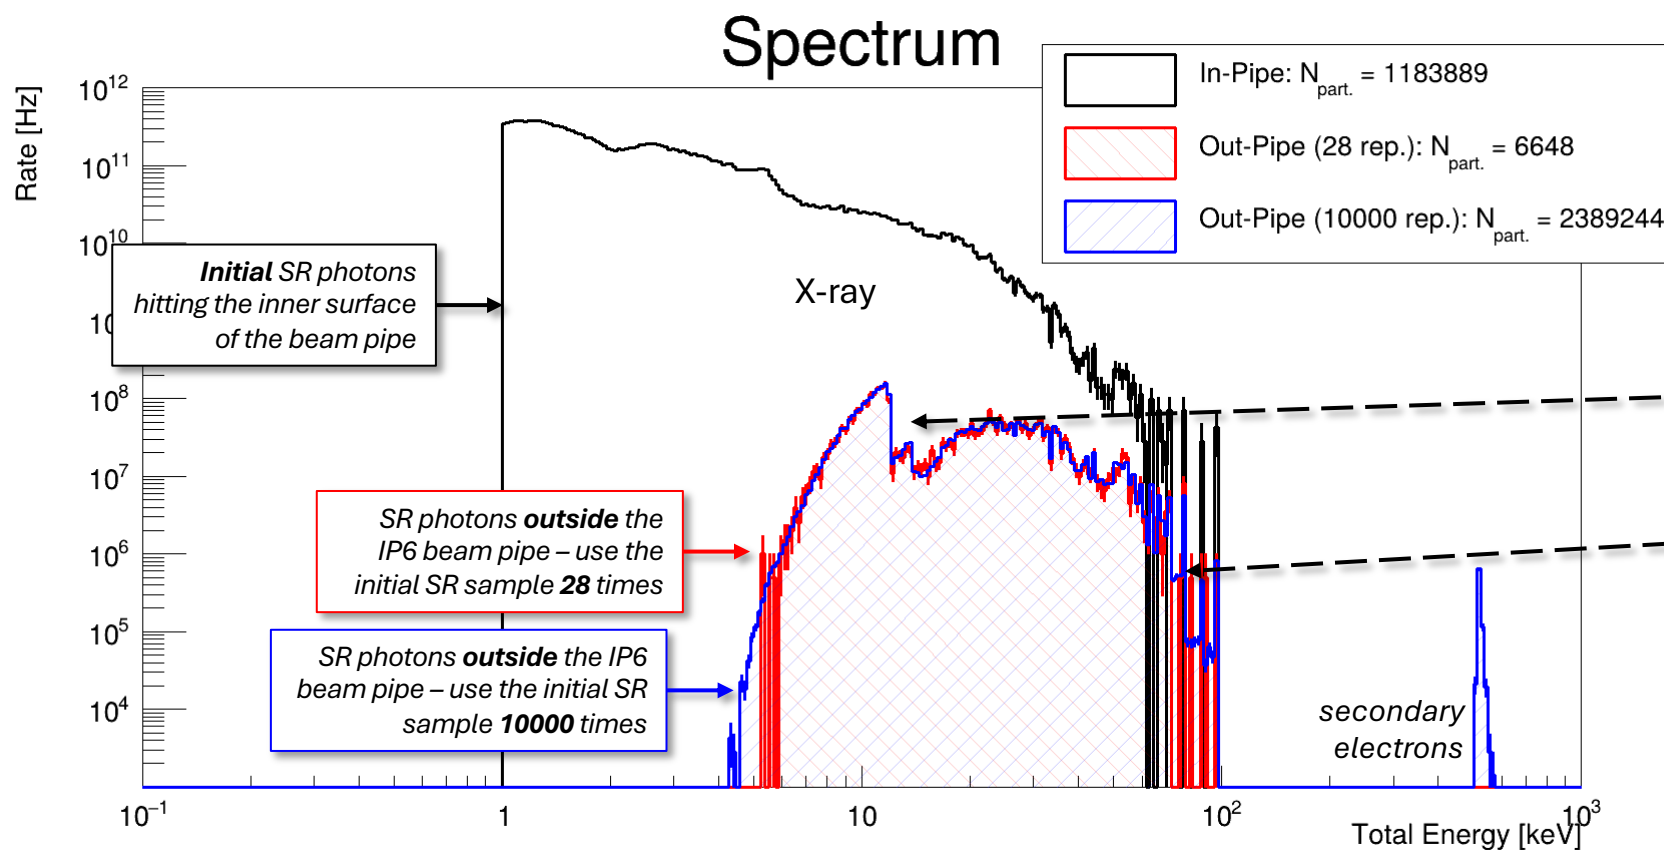 Spectrum
Rate [Hz]
In-Pipe: N_part. = 1183889
Out-Pipe (28 rep.): N_part. = 6648
Out-Pipe (10000 rep.): N_part. = 2389244
10^12
10^11
10^10
10^8
10^7
10^6
10^5
10^4
Initial SR photons
hitting the inner surface
of the beam pipe
X-ray
SR photons outside the
IP6 beam pipe – use the
initial SR sample 28 times
SR photons outside the IP6
beam pipe – use the initial SR
sample 10000 times
secondary
electrons
10^−1
1
10
10^2
10^3
Total Energy [keV]